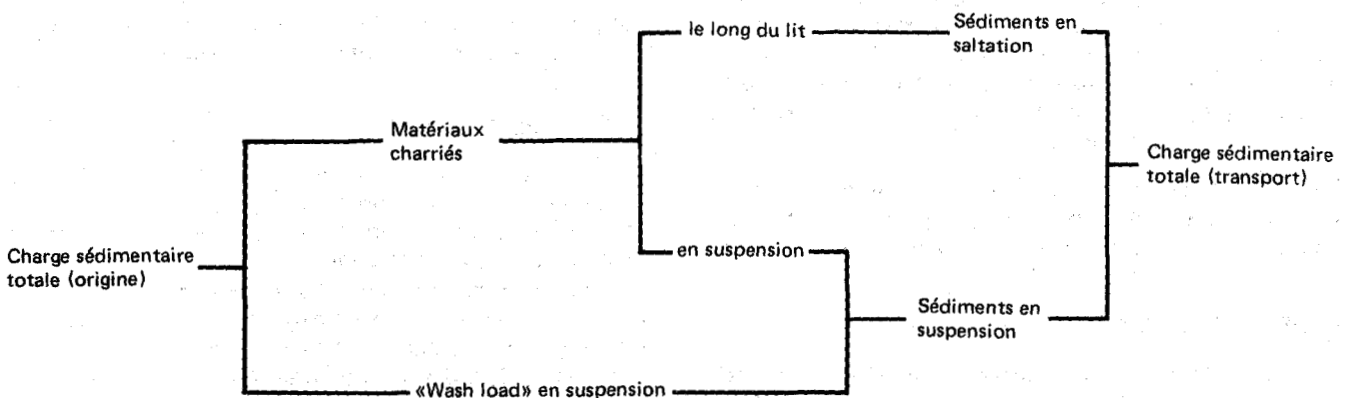 le long du lit
Sédiments en
saltation
Matériaux
charriés
Charge sédimentaire
totale (transport)
Charge sédimentaire
totale (origine)
en suspension
Sédiments en
suspension
«Wash load» en suspension